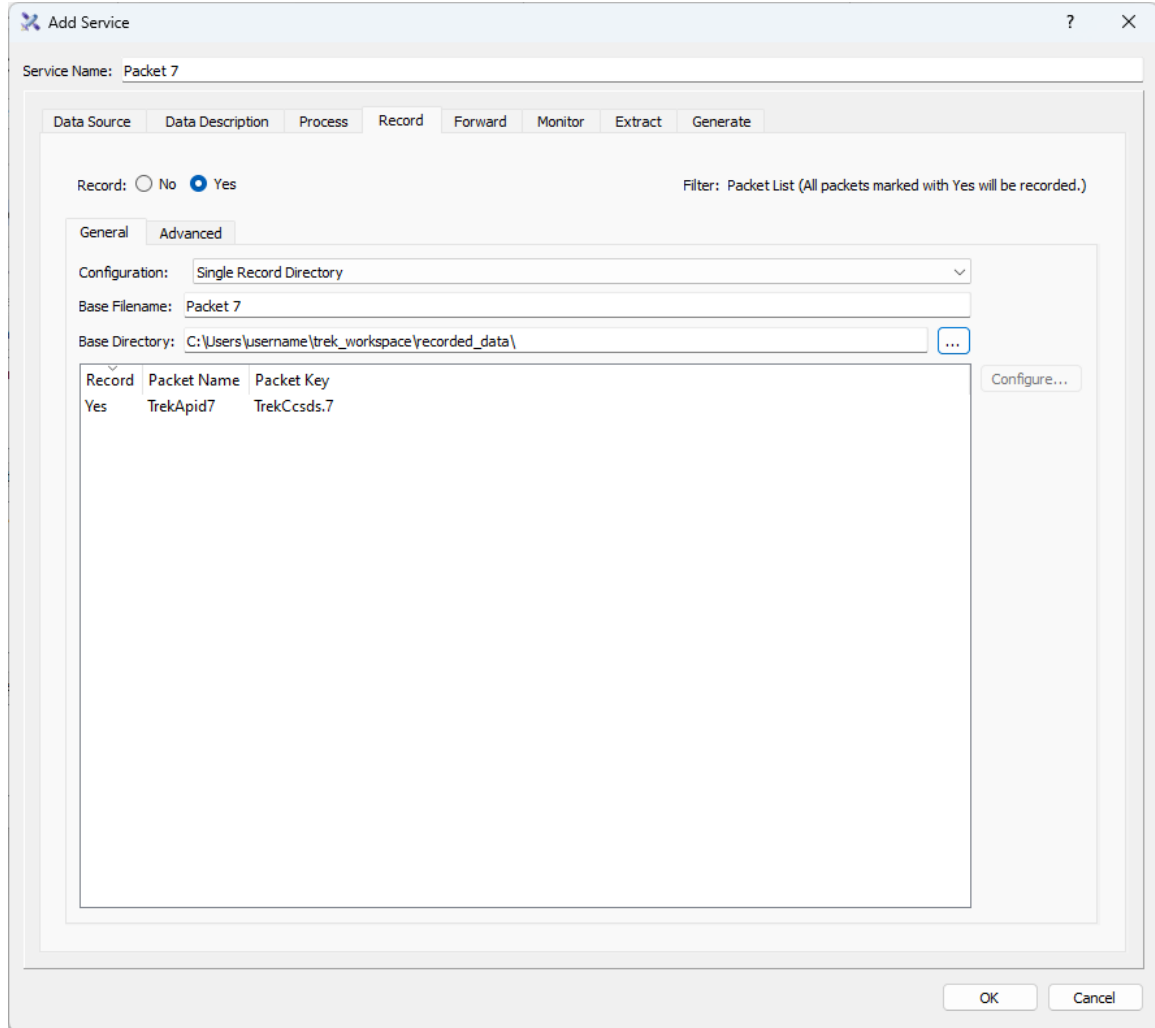 Add Service ?
Service Name: Packet 7
Data Source Data Description Process Record Forward Monitor Extract Generate
Record: No Yes Filter: Packet List (All packets marked with Yes will be recorded.)
General Advanced
Configuration: Single Record Directory
Base Filename: Packet 7
Base Directory: C:\Users\username\trek_workspace\recorded_data\ ...
Record Packet Name Packet Key Configure...
Yes TrekApid7 TrekCcsds.7
OK Cancel